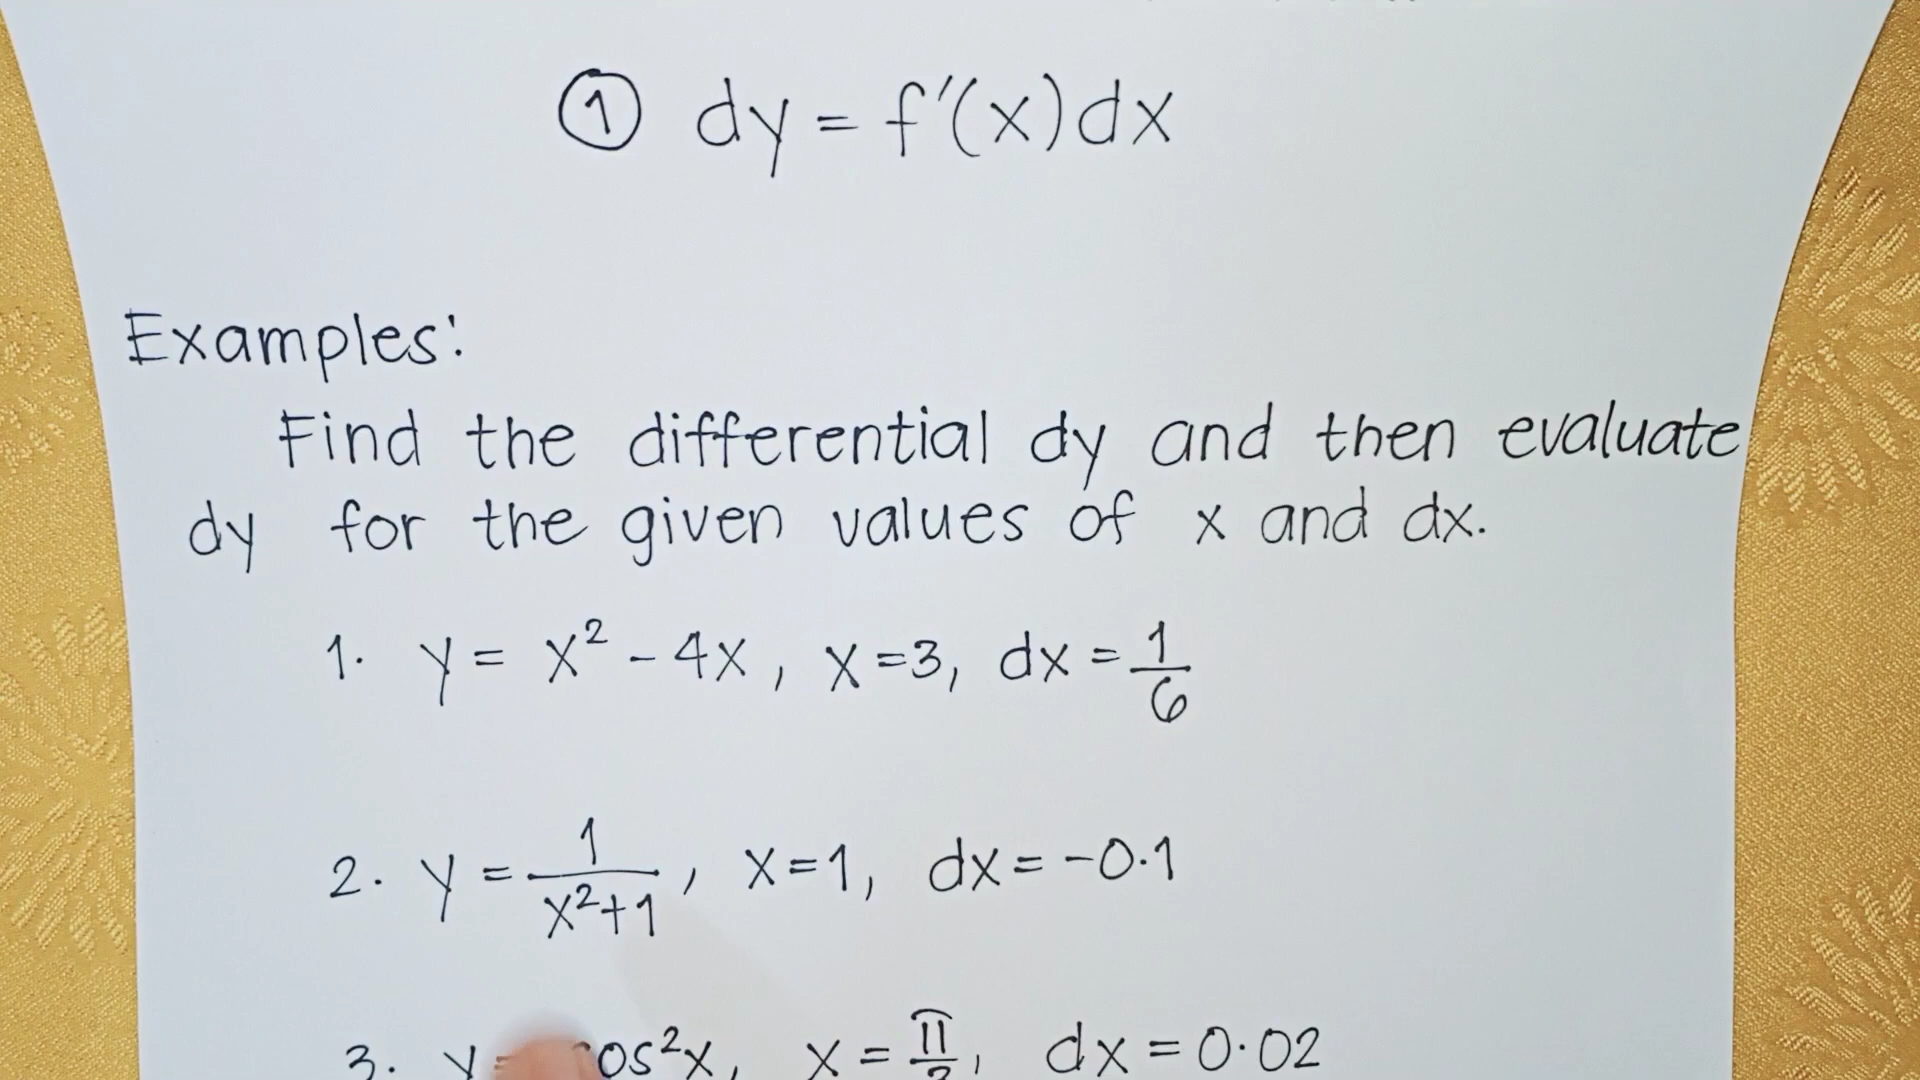 ① dy = f'(x)dx
Examples:
Find the differential dy and then evaluate
dy for the given values of x and dx.
1. y = x² - 4x, x = 3, dx = 1/6
2. y = 1/(x²+1), x = 1, dx = -0.1
3. y = cos²x, x = π/3, dx = 0.02